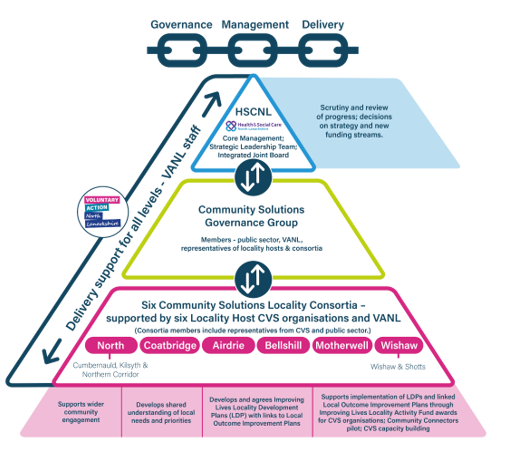 Governance Management Delivery
HSCNL
Health & Social Care
North Lanarkshire
Core Management;
Strategic Leadership Team;
Integrated Joint Board
Scrutiny and review
of progress; decisions
on strategy and new
funding streams.
Delivery support for all levels - VANL staff
VOLUNTARY
ACTION
North
Lanarkshire
Community Solutions
Governance Group
Members - public sector, VANL,
representatives of locality hosts & consortia
Six Community Solutions Locality Consortia –
supported by six Locality Host CVS organisations and VANL
(Consortia members include representatives from CVS and public sector.)
North Coatbridge Airdrie Bellshill Motherwell Wishaw
Cumbernauld, Kilsyth &
Northern Corridor
Wishaw & Shotts
Supports wider
community
engagement
Develops shared
understanding of local
needs and priorities
Develops and agrees Improving
Lives Locality Development
Plans (LDP) with links to Local
Outcome Improvement Plans
Supports implementation of LDPs and linked
Local Outcome Improvement Plans through
Improving Lives Locality Activity Fund awards
for CVS organisations; Community Connectors
pilot; CVS capacity building